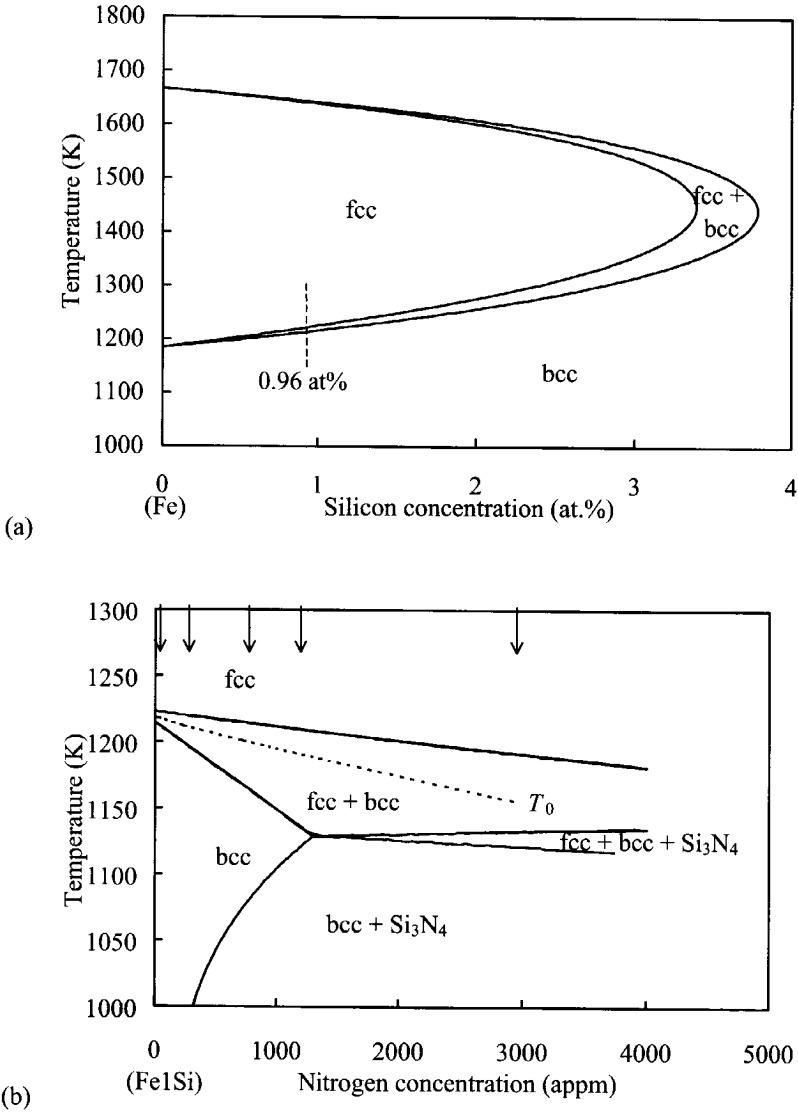 1800
1700
1600
1500
1400
1300
1200
1100
1000
Temperature (K)
fcc
fcc +
bcc
0.96 at%
bcc
0 1 2 3 4
(Fe) Silicon concentration (at.%)
(a)
1300
1250
1200
1150
1100
1050
1000
Temperature (K)
fcc
T₀
fcc + bcc
fcc + bcc + Si₃N₄
bcc
bcc + Si₃N₄
0 1000 2000 3000 4000 5000
(Fe1Si) Nitrogen concentration (appm)
(b)